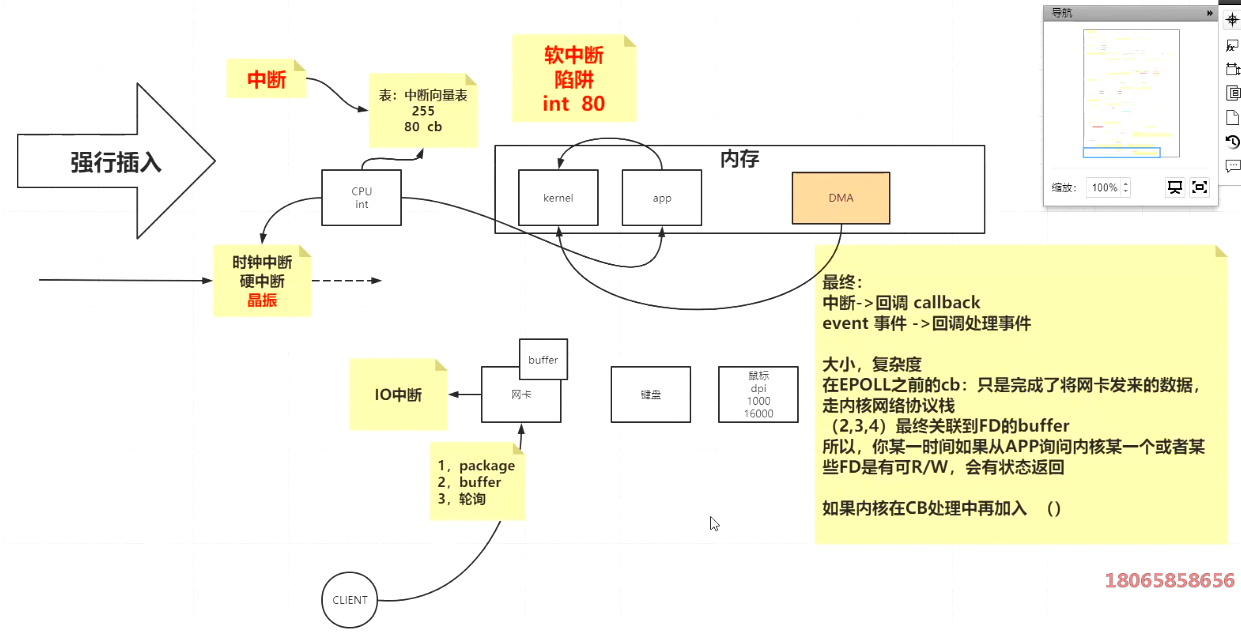 导航
缩放：
100%
中断
表：中断向量表
255
80 cb
软中断
陷阱
int 80
强行插入
CPU
int
内存
kernel
app
DMA
时钟中断
硬中断
晶振
最终：
中断->回调 callback
event 事件 ->回调处理事件
大小，复杂度
在EPOLL之前的cb：只是完成了将网卡发来的数据，
走内核网络协议栈
（2,3,4）最终关联到FD的buffer
所以，你某一时间如果从APP询问内核某一个或者某
些FD是有可R/W，会有状态返回
如果内核在CB处理中再加入 （）
IO中断
buffer
网卡
键盘
鼠标
dpi
1000
16000
1，package
2，buffer
3，轮询
CLIENT
18065858656